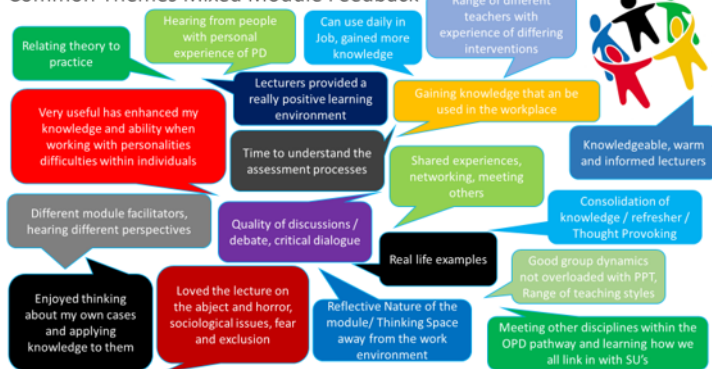 Common Themes Mixed Module Feedback
Hearing from people
with personal
experience of PD
Can use daily in
Job, gained more
knowledge
Range of different
teachers with
experience of differing
interventions
Relating theory to
practice
Lecturers provided a
really positive learning
environment
Gaining knowledge that an be
used in the workplace
Very useful has enhanced my
knowledge and ability when
working with personalities
difficulties within individuals
Time to understand the
assessment processes
Knowledgeable, warm
and informed lecturers
Shared experiences,
networking, meeting
others
Different module facilitators,
hearing different perspectives
Quality of discussions /
debate, critical dialogue
Consolidation of
knowledge / refresher /
Thought Provoking
Real life examples
Good group dynamics
not overloaded with PPT,
Range of teaching styles
Enjoyed thinking
about my own cases
and applying
knowledge to them
Loved the lecture on
the abject and horror,
sociological issues, fear
and exclusion
Reflective Nature of the
module/ Thinking Space
away from the work
environment
Meeting other disciplines within the
OPD pathway and learning how we
all link in with SU's